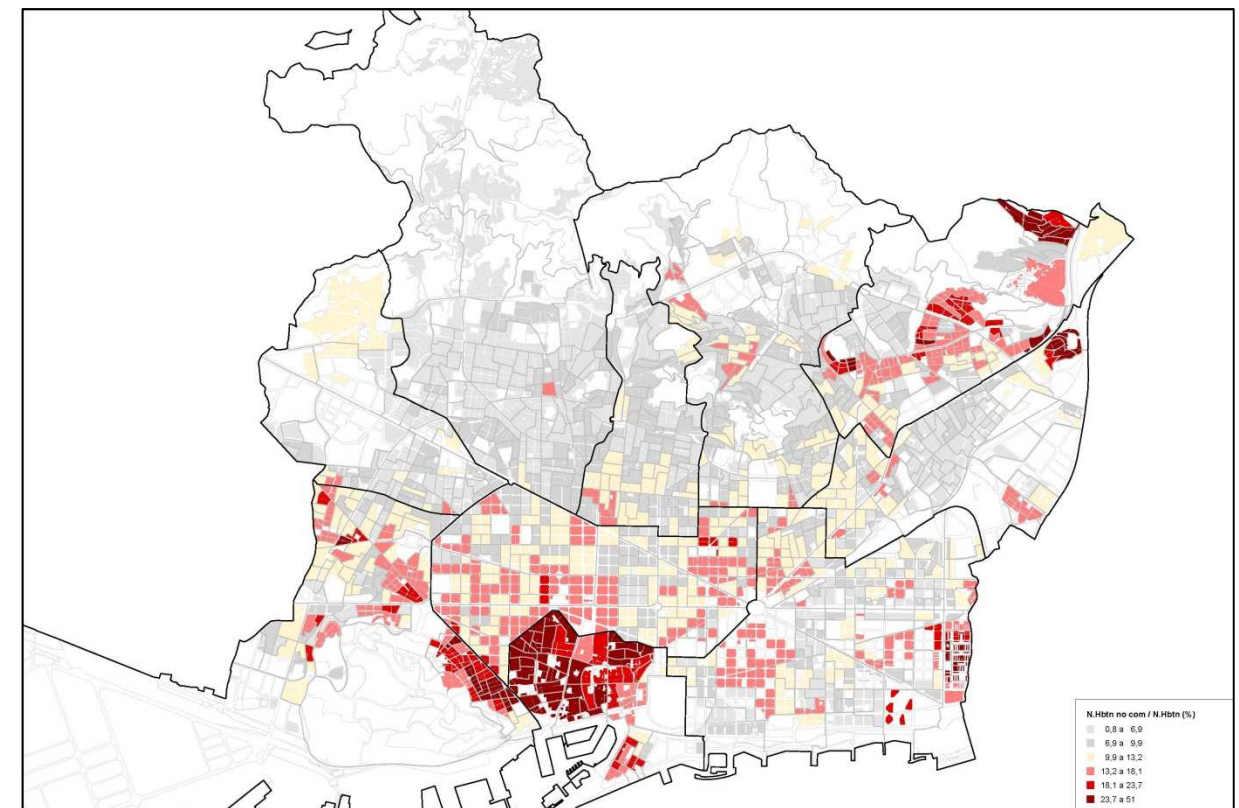 N.Hbtn no com / N.Hbtn (%)
0,8 a 6,9
6,9 a 9,9
9,9 a 13,2
13,2 a 18,1
18,1 a 23,7
23,7 a 51